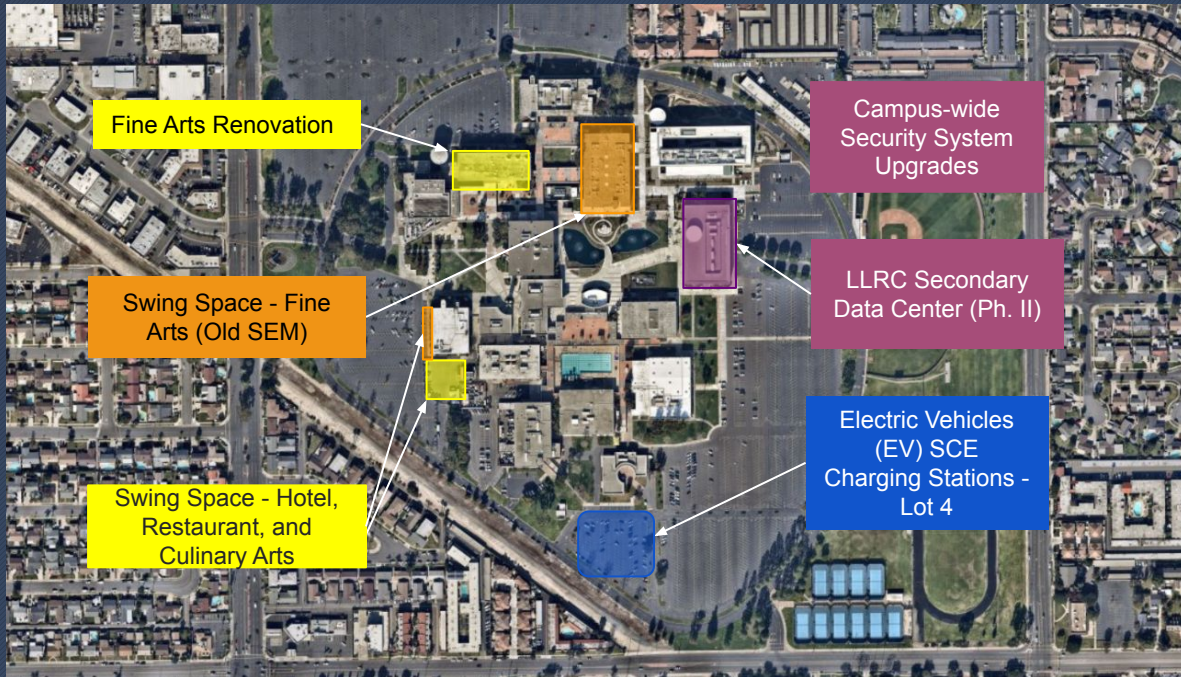 Fine Arts Renovation
Swing Space - Fine
Arts (Old SEM)
Swing Space - Hotel,
Restaurant, and
Culinary Arts
Campus-wide
Security System
Upgrades
LLRC Secondary
Data Center (Ph. II)
Electric Vehicles
(EV) SCE
Charging Stations -
Lot 4